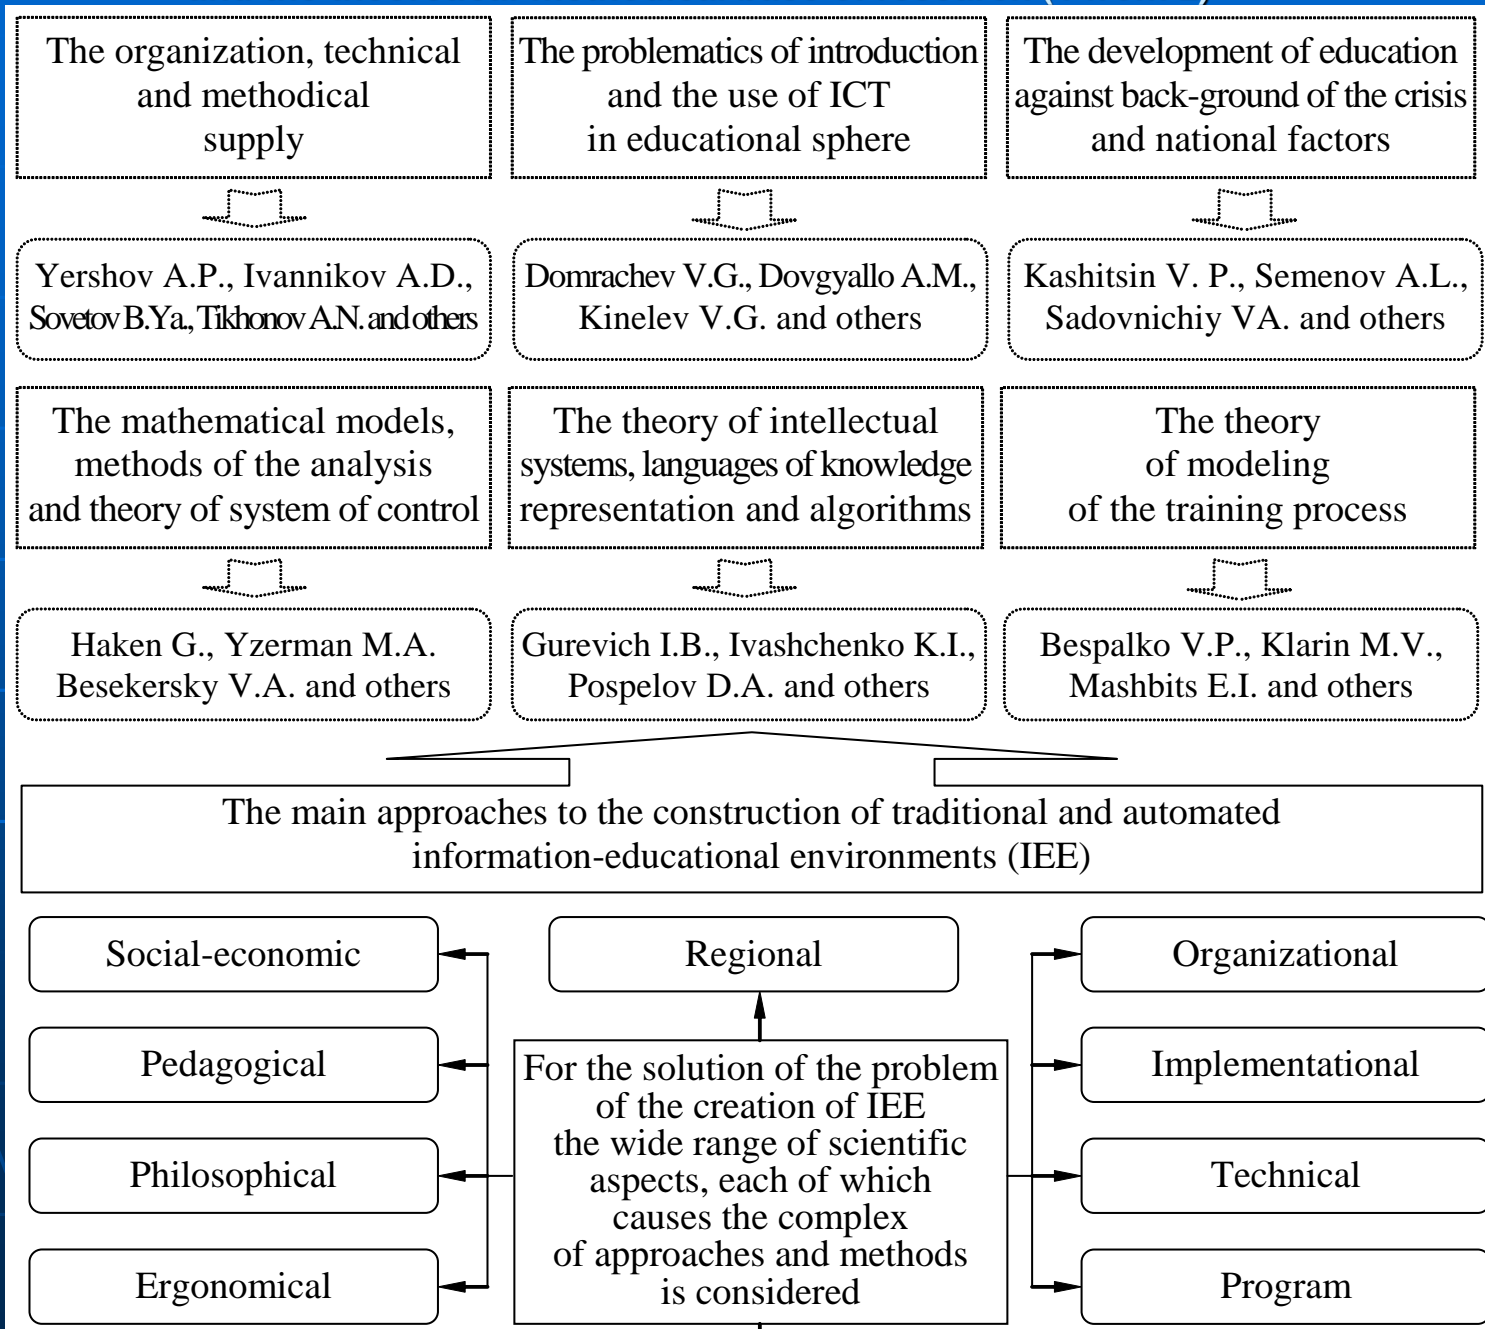 The organization, technical
and methodical
supply
The problematics of introduction
and the use of ICT
in educational sphere
The development of education
against back-ground of the crisis
and national factors
Yershov A.P., Ivannikov A.D.,
Sovetov B.Ya., Tikhonov A.N. and others
Domrachev V.G., Dovgyallo A.M.,
Kinelev V.G. and others
Kashitsin V. P., Semenov A.L.,
Sadovnichiy VA. and others
The mathematical models,
methods of the analysis
and theory of system of control
The theory of intellectual
systems, languages of knowledge
representation and algorithms
The theory
of modeling
of the training process
Haken G., Yzerman M.A.
Besekersky V.A. and others
Gurevich I.B., Ivashchenko K.I.,
Pospelov D.A. and others
Bespalko V.P., Klarin M.V.,
Mashbits E.I. and others
The main approaches to the construction of traditional and automated
information-educational environments (IEE)
Social-economic
Pedagogical
Philosophical
Ergonomical
Regional
For the solution of the problem
of the creation of IEE
the wide range of scientific
aspects, each of which
causes the complex
of approaches and methods
is considered
Organizational
Implementational
Technical
Program